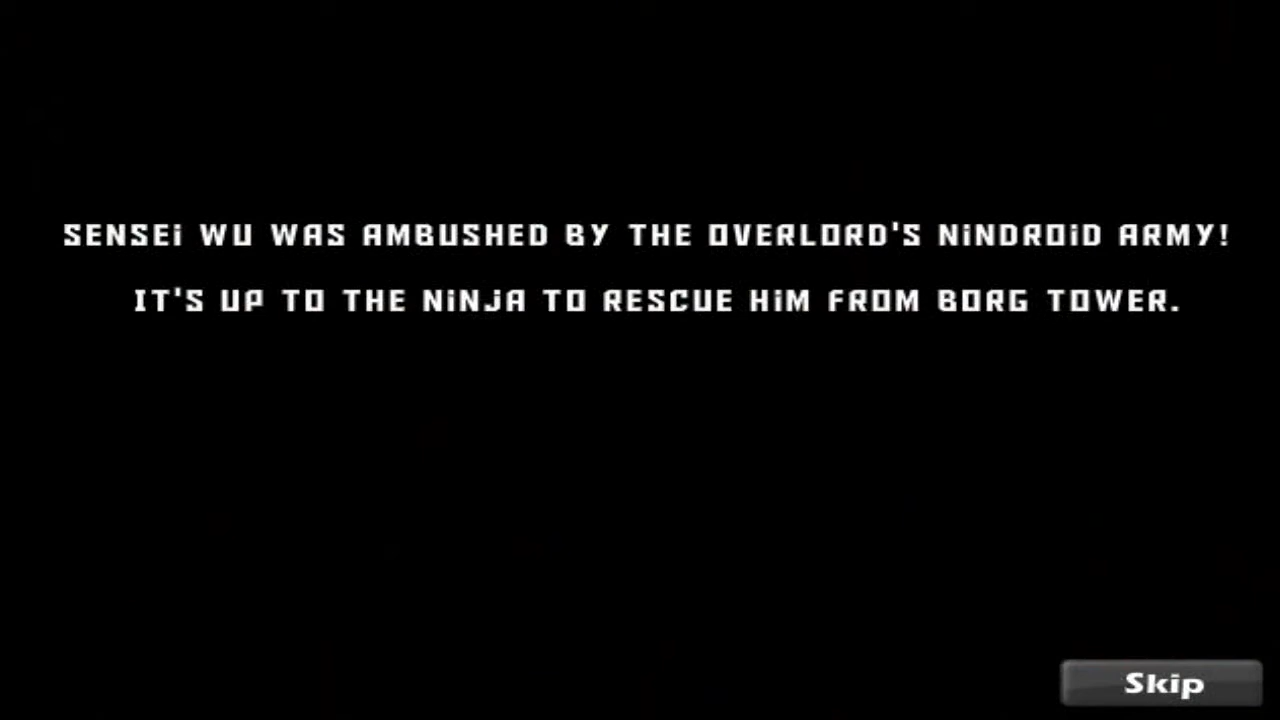 SENSEi WU WAS AMBUSHED BY THE OVERLORD'S NiNDROiD ARMY!
IT'S UP TO THE NiNJA TO RESCUE HiM FROM BORG TOWER.
Skip